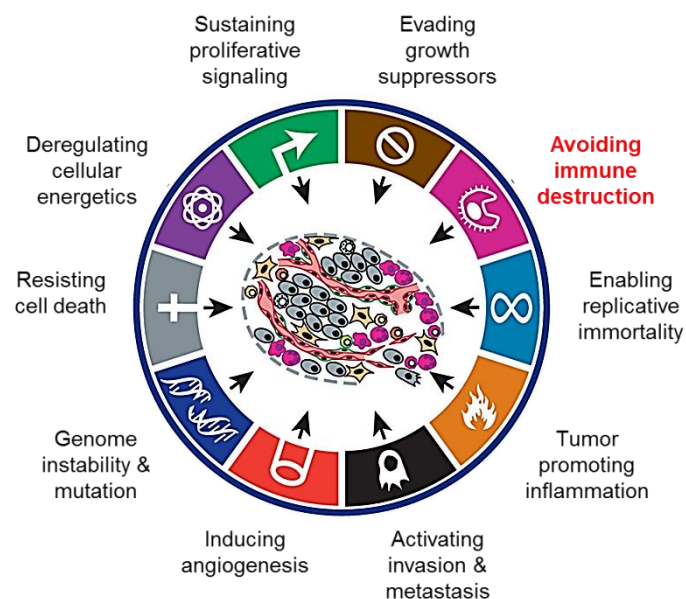 Sustaining
proliferative
signaling
Evading
growth
suppressors
Avoiding
immune
destruction
Enabling
replicative
immortality
Tumor
promoting
inflammation
Activating
invasion &
metastasis
Inducing
angiogenesis
Genome
instability &
mutation
Resisting
cell death
Deregulating
cellular
energetics